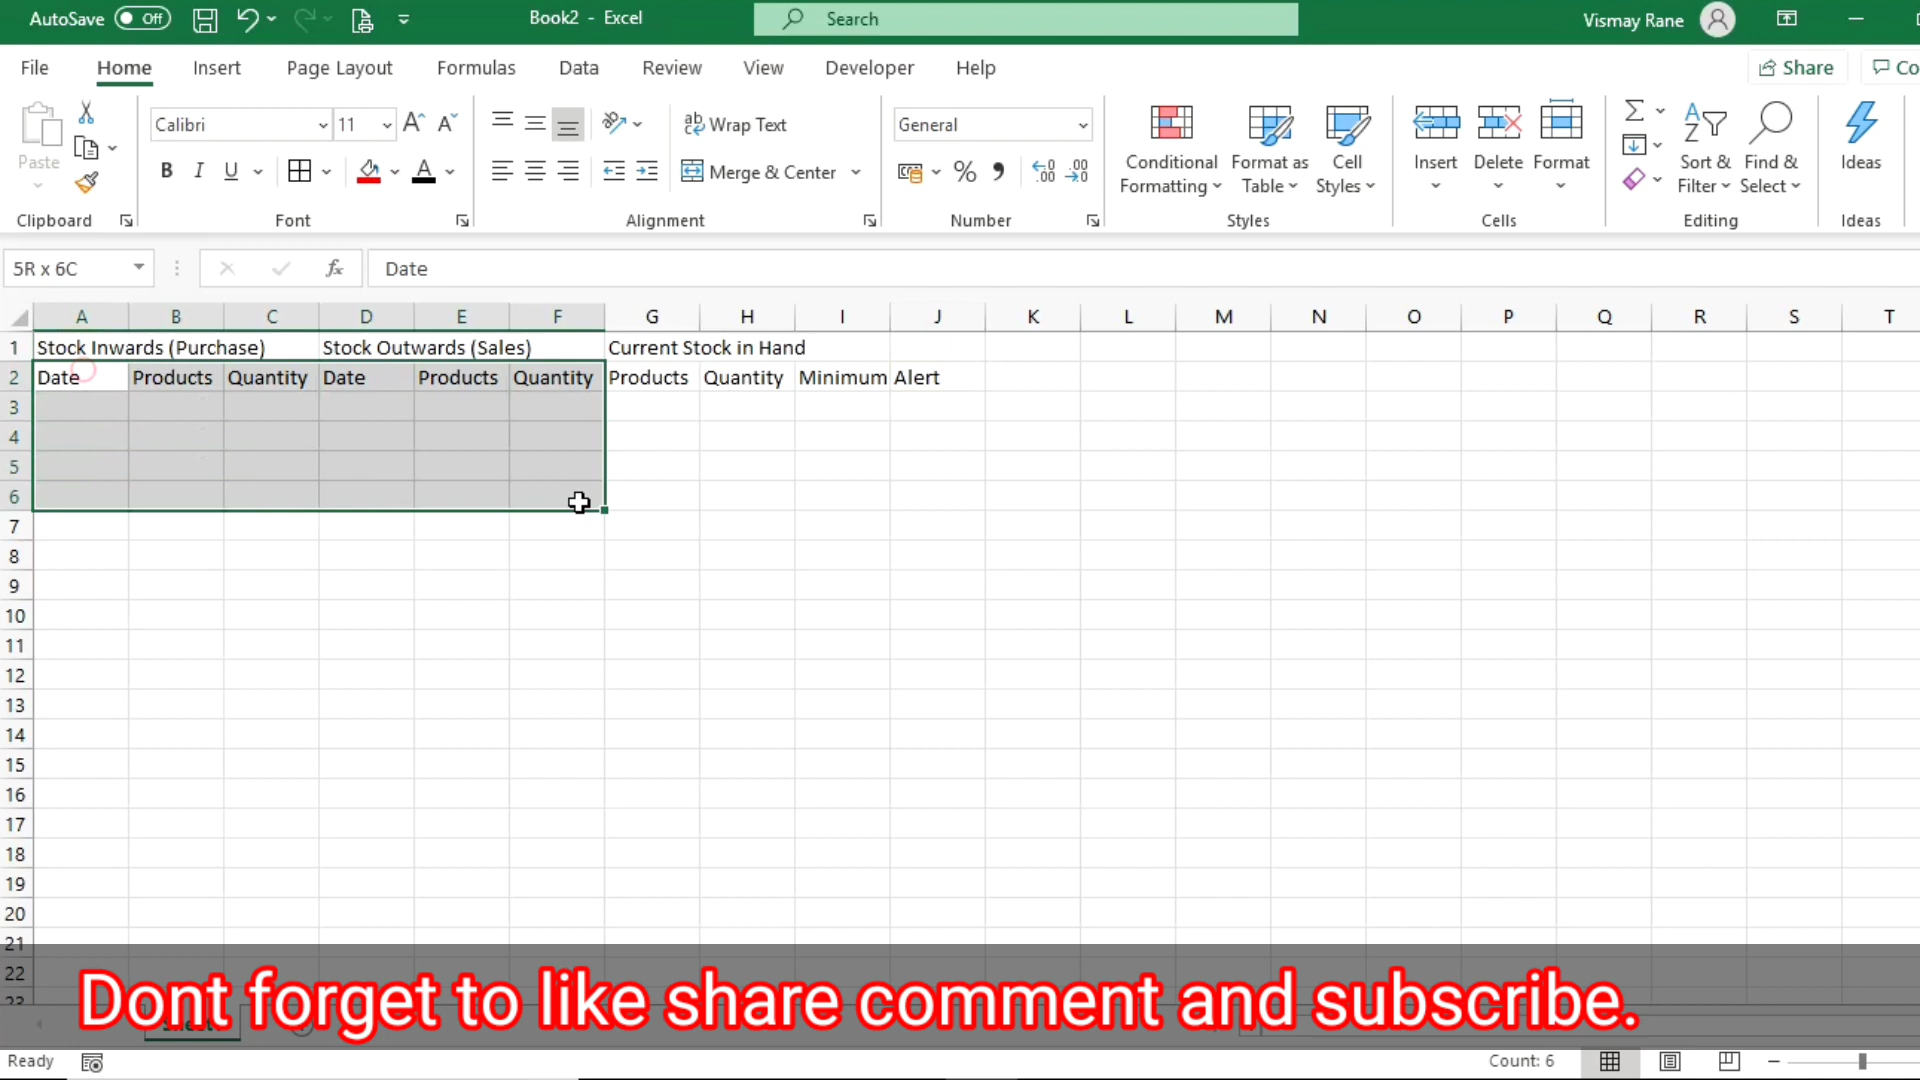 AutoSave Off Book2 - Excel Search Vismay Rane
File Home Insert Page Layout Formulas Data Review View Developer Help Share Co
Paste Calibri 11 Wrap Text General Conditional Formatting Format as Table Cell Styles Insert Delete Format Sort & Filter Find & Select Ideas
B I U A Merge & Center % .00
Clipboard Font Alignment Number Styles Cells Editing Ideas
5R x 6C fx Date
A B C D E F G H I J K L M N O P Q R S T
1 Stock Inwards (Purchase) Stock Outwards (Sales) Current Stock in Hand
2 Date Products Quantity Date Products Quantity Products Quantity Minimum Alert
3
4
5
6
7
8
9
10
11
12
13
14
15
16
17
18
19
20
21
22
Dont forget to like share comment and subscribe.
Ready Count: 6